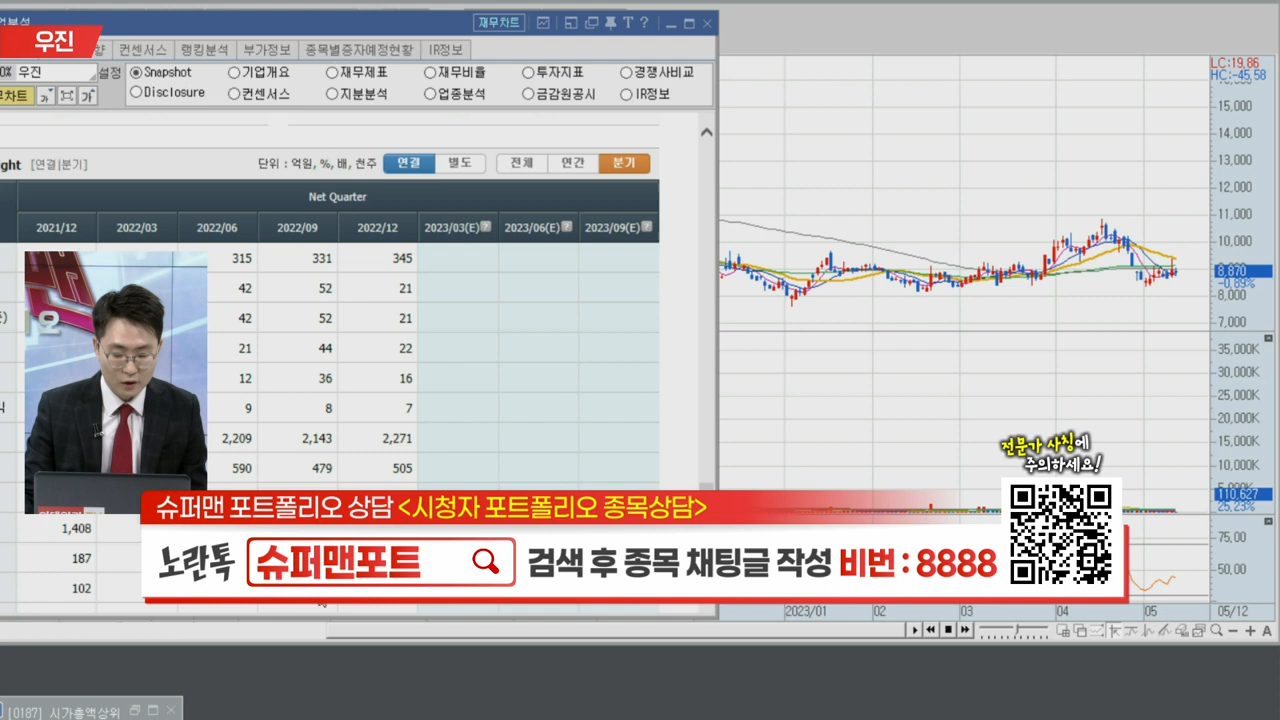 우진
재무차트
컨센서스 랭킹분석 부가정보 종목별증자예정현황 IR정보
우진 설정
Snapshot 기업개요 재무제표 재무비율 투자지표 경쟁사비교
Disclosure 컨센서스 지분분석 업종분석 금감원공시 IR정보
[연결|분기] 단위 : 억원, %, 배, 천주 연결 별도 전체 연간 분기
Net Quarter
2021/12 2022/03 2022/06 2022/09 2022/12 2023/03(E) 2023/06(E) 2023/09(E)
315 331 345
42 52 21
42 52 21
21 44 22
12 36 16
9 8 7
2,209 2,143 2,271
590 479 505
1,408
187
102
LC:19,86
HC:-45,58
15,000
14,000
13,000
12,000
11,000
10,000
8,870
-0,89%
8,000
7,000
35,000K
30,000K
25,000K
20,000K
15,000K
10,000K
110,627
25,23%
75,00
50,00
2023/01 02 03 04 05 05/12
전문가 사칭에
주의하세요!
슈퍼맨 포트폴리오 상담 <시청자 포트폴리오 종목상담>
노란톡 슈퍼맨포트 검색 후 종목 채팅글 작성 비번 : 8888
[0187] 시가총액상위